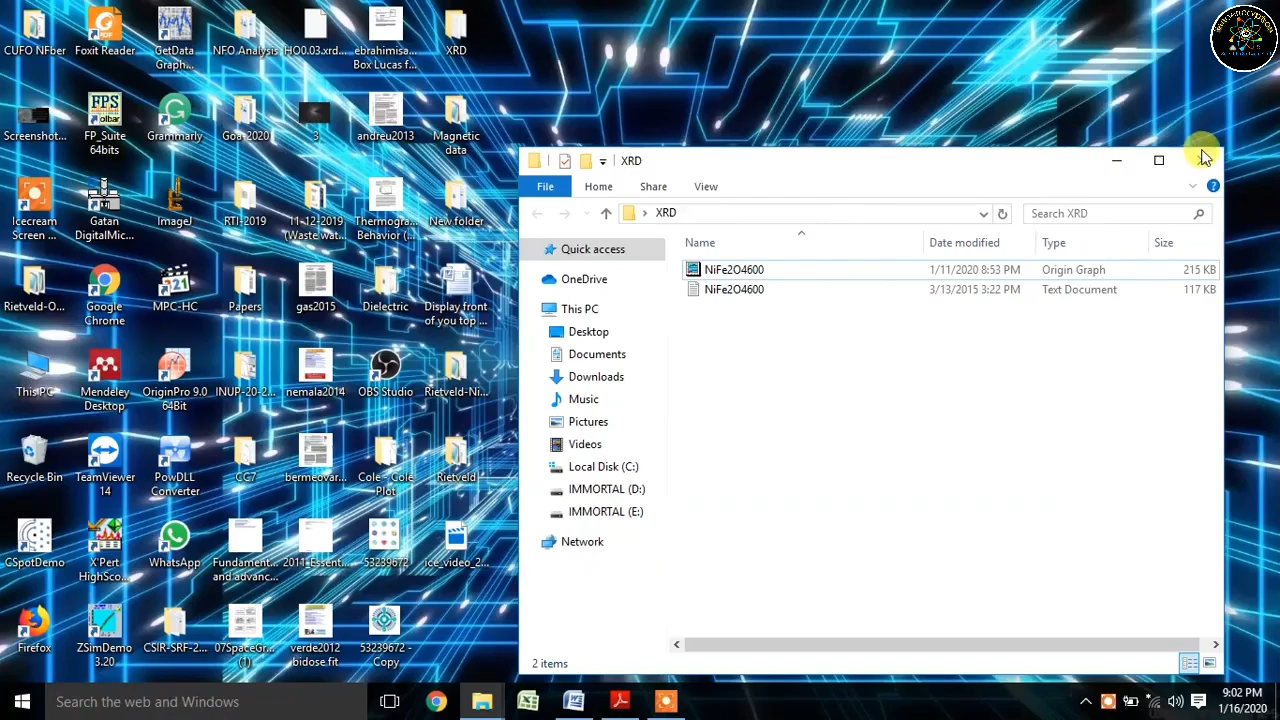 CUFO NFber
Foxit Reader
GetData
Graph...
NFO Analysis
HO0.03.xrd...
ebrahimisa...
Box Lucas f...
XRD
Screenshot...
FPS
olbar
FP_Suite
64bits
Grammarly
Goa-2020
3
andreu2013
Magnetic
data
Icecream
Screen ...
Gatan
DigitalMic...
ImageJ
RTI-2019
11-12-2019
(Waste wat...
Thermogra...
Behavior (...
New folder
Rietveld-O...
Google
Chrome
MPC-HC
Papers
gas2015
Dielectric
Display front
of you top ...
This PC
Mendeley
Desktop
OriginPro 9.0
64Bit
INUP-20-2...
nemala2014
OBS Studio
Rietveld-Ni...
Recycle Bin
TeamViewer
14
PowDLL
Converter
CC7
bermeovar...
Cole - Cole
Plot
Rietveld
CSpotDemo
X'Pert
HighSco...
WhatsApp
Fundament...
and advanc...
2011_Essent...
53239672
ice_video_2...
Firefox
ZSimDemo
3.20
CSIR-SRF-2...
07SpaceGr...
(1)
verde2012
bidose fit
53239672 -
Copy
XRD
File
Home
Share
View
XRD
Search XRD
Name
Date modified
Type
Size
NiFe2O4600
1/11/2020 8:53 PM
Origin Graph
215 KB
NiFe2O4600
3/13/2015 3:22 PM
Text Document
117 KB
Quick access
OneDrive
This PC
Desktop
Documents
Downloads
Music
Pictures
Videos
Local Disk (C:)
IMMORTAL (D:)
IMMORTAL (E:)
Network
2 items
Search the web and Windows
9:02 PM
1/16/2020